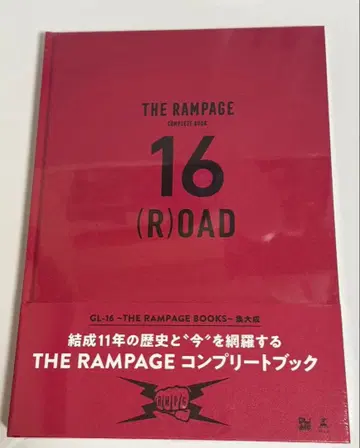 THE RAMPAGE
COMPLETE BOOK
16
(R)OAD
GL-16 ~THE RAMPAGE BOOKS~ 集大成
結成11年の歴史と“今”を網羅する
THE RAMPAGE コンプリートブック